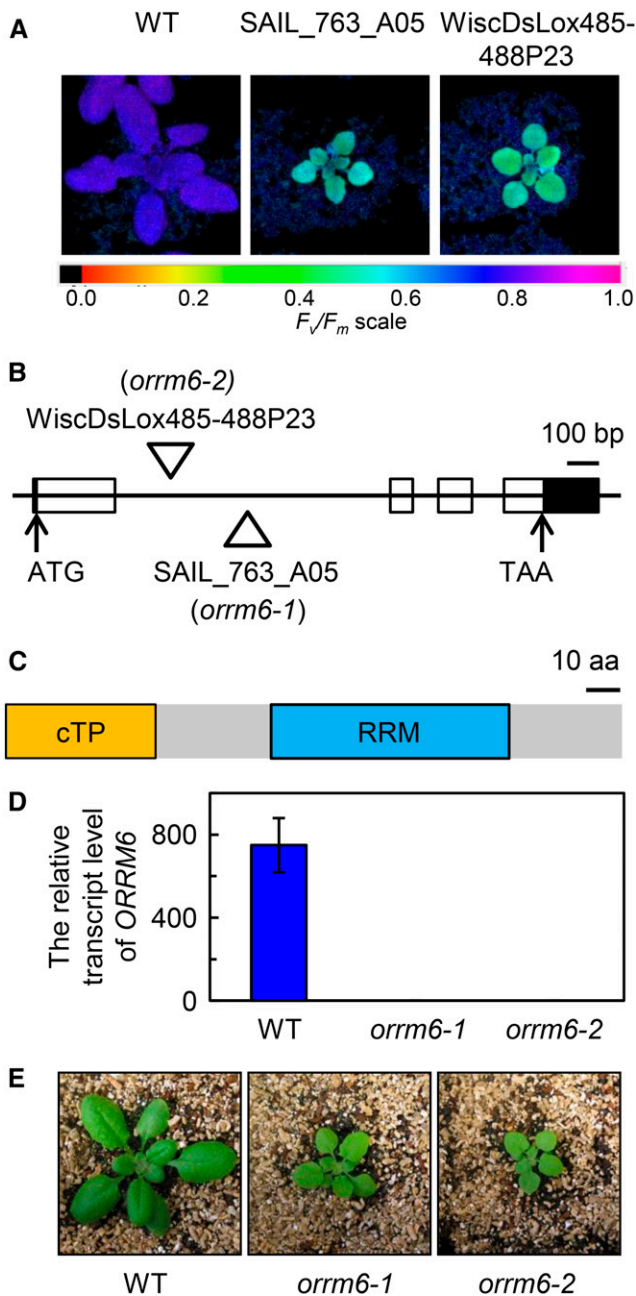 A
WT
SAIL_763_A05
WiscDsLox485-
488P23
0.0 0.2 0.4 0.6 0.8 1.0
Fv/Fm scale
B
(orrm6-2)
WiscDsLox485-488P23
100 bp
ATG
SAIL_763_A05
(orrm6-1)
TAA
C
10 aa
cTP
RRM
D
The relative
transcript level
of ORRM6
800
400
0
WT orrm6-1 orrm6-2
E
WT orrm6-1 orrm6-2